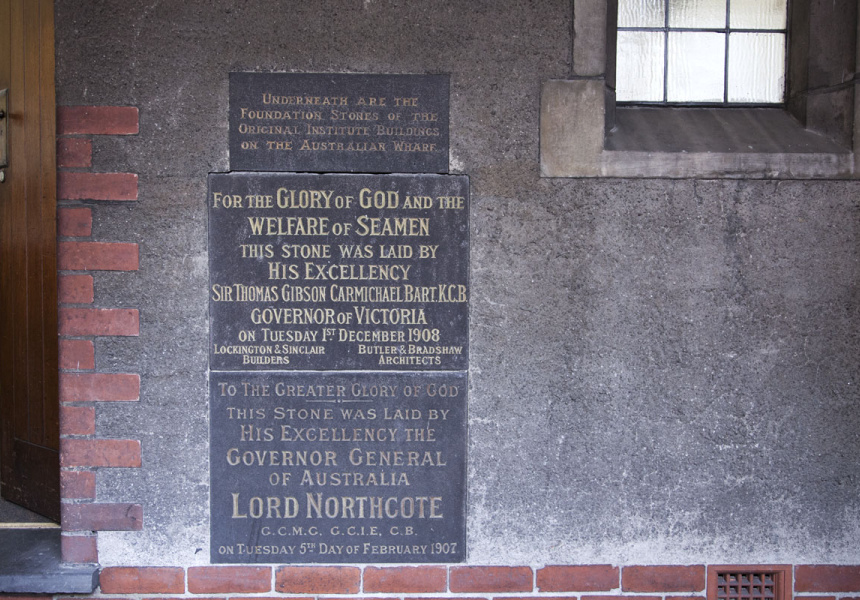 UNDERNEATH ARE THE
FOUNDATION STONES OF THE
ORIGINAL INSTITUTE BUILDINGS
ON THE AUSTRALIAN WHARF.
FOR THE GLORY OF GOD AND THE
WELFARE OF SEAMEN
THIS STONE WAS LAID BY
HIS EXCELLENCY
SIR THOMAS GIBSON CARMICHAEL BART. K.C.B.
GOVERNOR OF VICTORIA
ON TUESDAY 1ST DECEMBER 1908
LOCKINGTON & SINCLAIR BUTLER & BRADSHAW
BUILDERS ARCHITECTS
TO THE GREATER GLORY OF GOD
THIS STONE WAS LAID BY
HIS EXCELLENCY THE
GOVERNOR GENERAL
OF AUSTRALIA
LORD NORTHCOTE
G.C.M.G, G.C.I.E, C.B.
ON TUESDAY 5TH DAY OF FEBRUARY 1907.